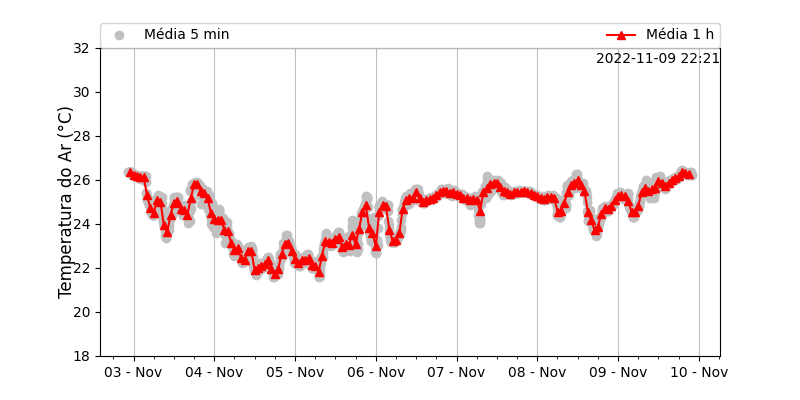 Média 5 min
Média 1 h
2022-11-09 22:21
Temperatura do Ar (°C)
32
30
28
26
24
22
20
18
03 - Nov
04 - Nov
05 - Nov
06 - Nov
07 - Nov
08 - Nov
09 - Nov
10 - Nov